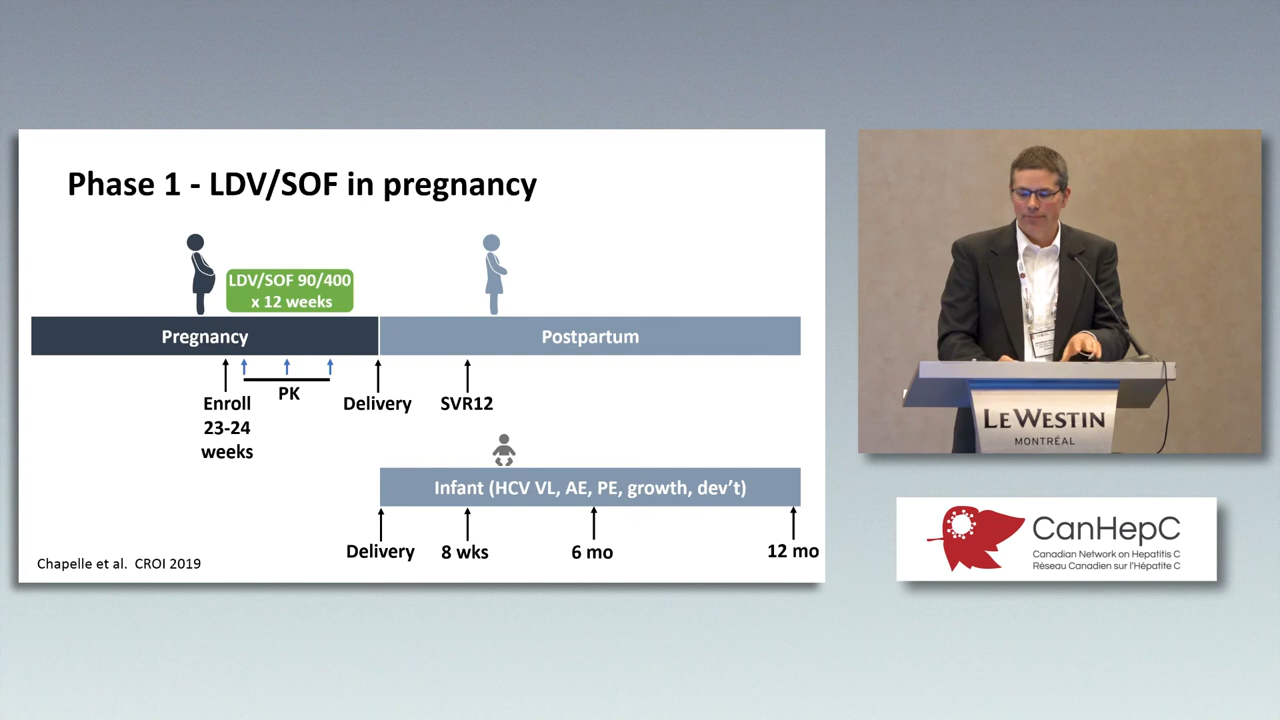 Phase 1 - LDV/SOF in pregnancy
LDV/SOF 90/400
x 12 weeks
Pregnancy
Postpartum
PK
Enroll
23-24
weeks
Delivery
SVR12
Infant (HCV VL, AE, PE, growth, dev’t)
Delivery
8 wks
6 mo
12 mo
Chapelle et al. CROI 2019
LE WESTIN
MONTRÉAL
CanHepC
Canadian Network on Hepatitis C
Réseau Canadien sur l'Hépatite C